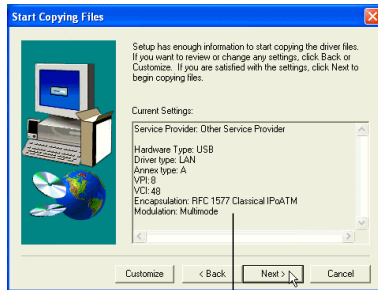 Start Copying Files
Setup has enough information to start copying the driver files.
If you want to review or change any settings, click Back or
Customize. If you are satisfied with the settings, click Next to
begin copying files.
Current Settings:
Service Provider: Other Service Provider
Hardware Type: USB
Driver type: LAN
Annex type: A
VPI: 8
VCI: 48
Encapsulation: RFC 1577 Classical IPoATM
Modulation: Multimode
Customize
< Back
Next >
Cancel